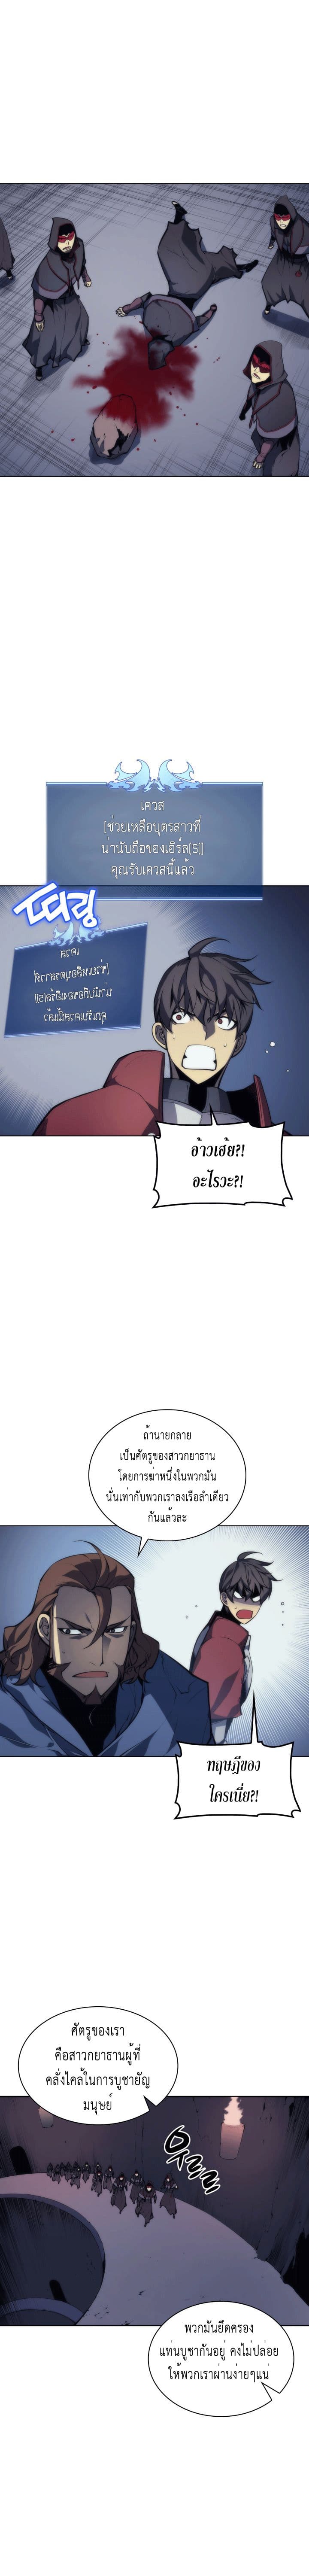 เควส
[ช่วยเหลือบุตรสาวที่
น่านับถือของเอิร์ล(S)]
คุณรับเควสนี้แล้ว
띠링
อ้าวเฮ้ย?!
อะไรวะ?!
ถ้านายกลาย
เป็นศัตรูของสาวกยาธาน
โดยการฆ่าหนึ่งในพวกมัน
นั่นเท่ากับพวกเราลงเรือลำเดียว
กันแล้วละ
ทฤษฎีของ
ใครเนี่ย?!
ศัตรูของเรา
คือสาวกยาธานผู้ที่
คลั่งไคล้ในการบูชายัญ
มนุษย์
พวกมันยึดครอง
แท่นบูชากันอยู่ คงไม่ปล่อย
ให้พวกเราผ่านง่ายๆแน่